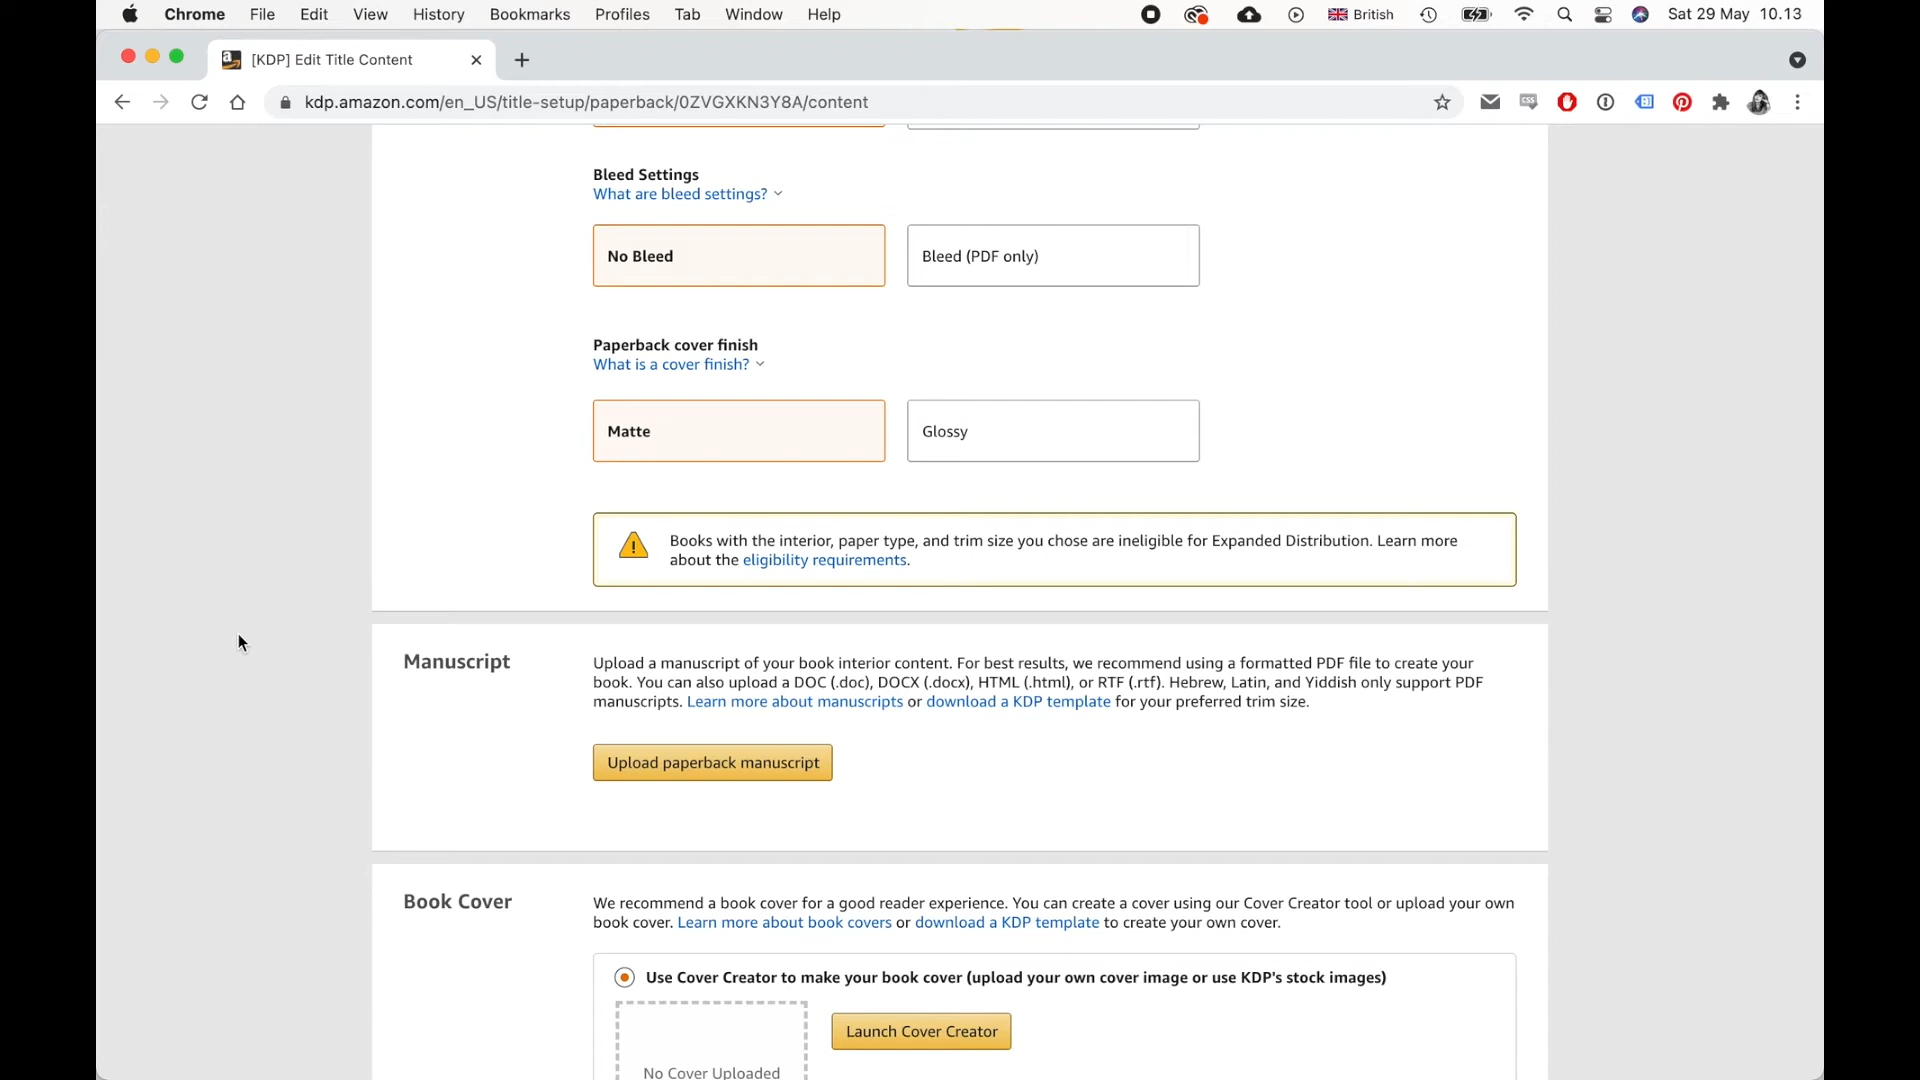 Chrome File Edit View History Bookmarks Profiles Tab Window Help British Sat 29 May 10.13
[KDP] Edit Title Content
kdp.amazon.com/en_US/title-setup/paperback/0ZVGXKN3Y8A/content
Bleed Settings
What are bleed settings?
No Bleed Bleed (PDF only)
Paperback cover finish
What is a cover finish?
Matte Glossy
Books with the interior, paper type, and trim size you chose are ineligible for Expanded Distribution. Learn more
about the eligibility requirements.
Manuscript
Upload a manuscript of your book interior content. For best results, we recommend using a formatted PDF file to create your
book. You can also upload a DOC (.doc), DOCX (.docx), HTML (.html), or RTF (.rtf). Hebrew, Latin, and Yiddish only support PDF
manuscripts. Learn more about manuscripts or download a KDP template for your preferred trim size.
Upload paperback manuscript
Book Cover
We recommend a book cover for a good reader experience. You can create a cover using our Cover Creator tool or upload your own
book cover. Learn more about book covers or download a KDP template to create your own cover.
Use Cover Creator to make your book cover (upload your own cover image or use KDP's stock images)
Launch Cover Creator
No Cover Uploaded